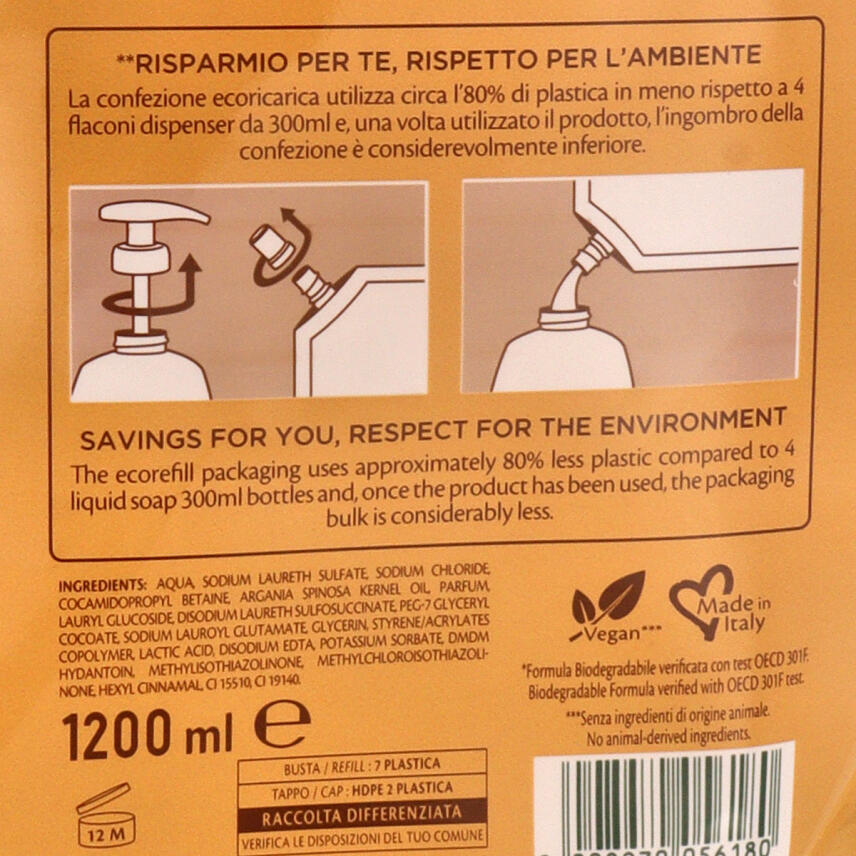 **RISPARMIO PER TE, RISPETTO PER L'AMBIENTE
La confezione ecoricarica utilizza circa l'80% di plastica in meno rispetto a 4
flaconi dispenser da 300ml e, una volta utilizzato il prodotto, l'ingombro della
confezione è considerevolmente inferiore.
SAVINGS FOR YOU, RESPECT FOR THE ENVIRONMENT
The ecorefill packaging uses approximately 80% less plastic compared to 4
liquid soap 300ml bottles and, once the product has been used, the packaging
bulk is considerably less.
INGREDIENTS: AQUA, SODIUM LAURETH SULFATE, SODIUM CHLORIDE,
COCAMIDOPROPYL BETAINE, ARGANIA SPINOSA KERNEL OIL, PARFUM,
LAURYL GLUCOSIDE, DISODIUM LAURETH SULFOSUCCINATE, PEG-7 GLYCERYL
COCOATE, SODIUM LAUROYL GLUTAMATE, GLYCERIN, STYRENE/ACRYLATES
COPOLYMER, LACTIC ACID, DISODIUM EDTA, POTASSIUM SORBATE, DMDM
HYDANTOIN, METHYLISOTHIAZOLINONE, METHYLCHLOROISOTHIAZOLI-
NONE, HEXYL CINNAMAL, CI 15510, CI 19140.
Vegan***
Made in
Italy
*Formula Biodegradabile verificata con test OECD 301F.
Biodegradable Formula verified with OECD 301F test.
***Senza ingredienti di origine animale.
No animal-derived ingredients.
1200 ml e
12 M
BUSTA / REFILL : 7 PLASTICA
TAPPO / CAP : HDPE 2 PLASTICA
RACCOLTA DIFFERENZIATA
VERIFICA LE DISPOSIZIONI DEL TUO COMUNE
056180